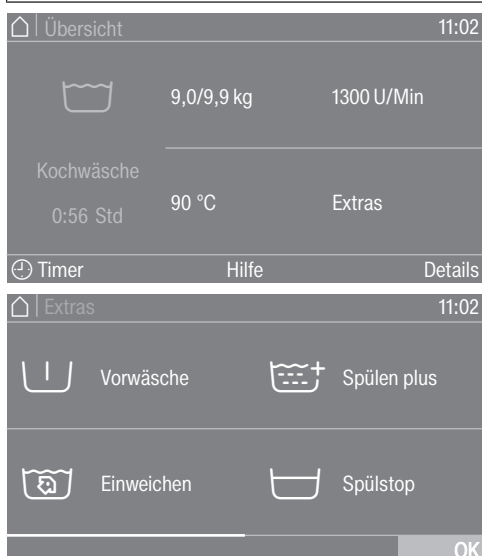 Übersicht 11:02
9,0/9,9 kg 1300 U/Min
Kochwäsche
0:56 Std
90 °C Extras
Timer Hilfe Details
Extras 11:02
Vorwäsche Spülen plus
Einweichen Spülstop
OK